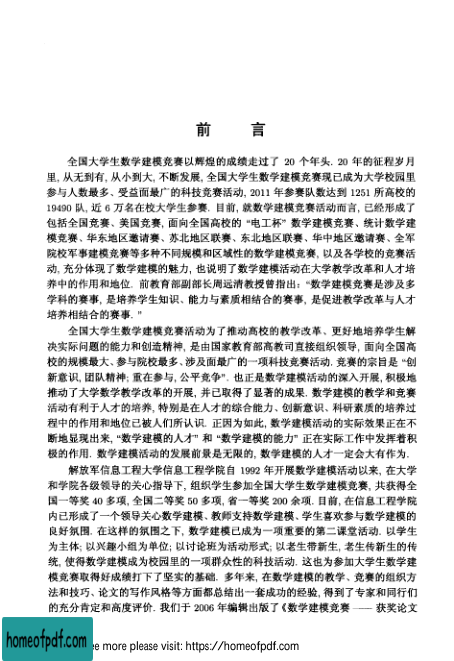 前 言
全国大学生数学建模竞赛以辉煌的成绩走过了 20 个年头. 20 年的征程岁月
里, 从无到有, 从小到大, 不断发展, 全国大学生数学建模竞赛现已成为大学校园里
参与人数最多、受益面最广的科技竞赛活动, 2011 年参赛队数达到 1251 所高校的
19490 队, 近 6 万名在校大学生参赛. 目前, 就数学建模竞赛活动而言, 已经形成了
包括全国赛、美国竞赛, 面向全国高校的 “电工杯” 数学建模竞赛、统计数学建
模竞赛、华东地区邀请赛、苏北地区联赛、东北地区联赛、华中地区邀请赛、全军
院校军事建模竞赛等多种不同规模和区域性的数学建模竞赛, 以及各学校的竞赛活
动, 充分体现了数学建模的魅力, 也说明了数学建模活动在大学教学改革和人才培
养中的作用和地位. 前教育部副部长周远清教授曾指出: “数学建模竞赛是涉及多
学科的赛事, 是培养学生知识、能力与素质相结合的赛事, 是促进教学改革与人才
培养相结合的赛事. ”
全国大学生数学建模竞赛活动为了推动高校的教学改革、更好地培养学生解
决实际问题的能力和创造精神, 是由国家教育部高教司直接组织领导, 面向全国高
校的规模最大、参与院校最多、涉及面最广的一项科技竞赛活动. 竞赛的宗旨是 “创
新意识, 团队精神; 重在参与, 公平竞争”. 也正是数学建模活动的深入开展, 积极地
推动了大学数学教学改革的开展, 并已取得了显著的成果. 数学建模的教学和竞赛
活动有利于人才的培养, 特别是在人才的综合能力、创新意识、科研素质的培养过
程中的作用和地位已被人们所认识. 正因为如此, 数学建模活动的实际效果正在不
断地显现出来, “数学建模的人才” 和 “数学建模的能力” 正在实际工作中发挥着积
极的作用. 数学建模活动的发展前景是无限的, 数学建模的人才一定会大有作为.
解放军信息工程大学信息工程学院自 1992 年开展数学建模活动以来, 在大学
和学院各级领导的关心指导下, 组织学生参加全国大学生数学建模竞赛, 共获得全
国一等奖 40 多项, 全国二等奖 50 多项, 省一等奖 200 余项. 目前, 在信息工程学院
内已形成了一个领导关心数学建模、教师支持数学建模、学生喜欢参与数学建模的
良好氛围. 在这样的氛围之下, 数学建模已成为一项重要的第二课堂活动. 以学生
为主体; 以兴趣小组为单位; 以讨论班为活动形式; 以老生带新生, 老生传新生的传
统, 使得数学建模成为校园里的一项群众性的科技活动. 这也为参加大学生数学建
模竞赛取得好成绩打下了坚实的基础. 多年来, 在数学建模的教学、竞赛的组织方
法和技巧、论文的写作风格等方面都总结出一套成功的经验, 得到了专家和同行们
的充分肯定和高度评价. 我们于 2006 年编辑出版了《数学建模竞赛 —— 获奖论文
homeofpdf.com
ee more please visit: https://homeofpdf.com